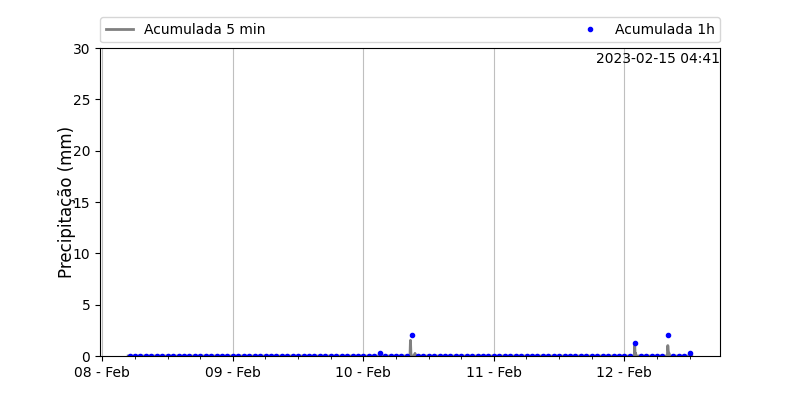 Acumulada 5 min
Acumulada 1h
2023-02-15 04:41
Precipitação (mm)
30
25
20
15
10
5
0
08 - Feb
09 - Feb
10 - Feb
11 - Feb
12 - Feb